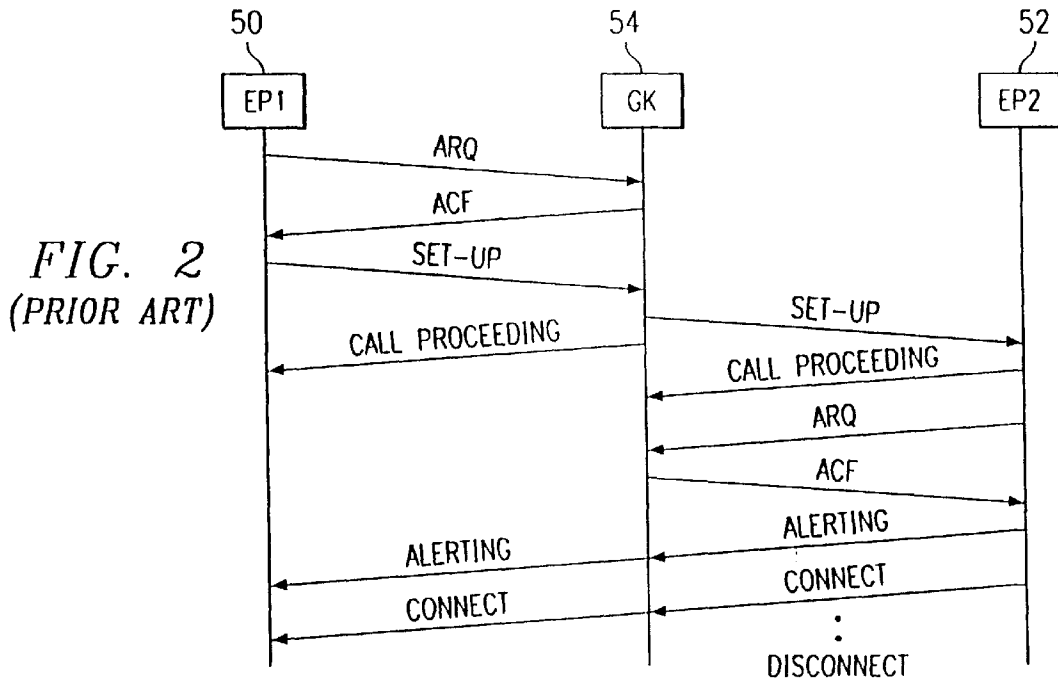 50
54
52
EP1
GK
EP2
ARQ
ACF
SET-UP
SET-UP
CALL PROCEEDING
CALL PROCEEDING
ARQ
ACF
ALERTING
ALERTING
CONNECT
CONNECT
DISCONNECT
FIG. 2
(PRIOR ART)